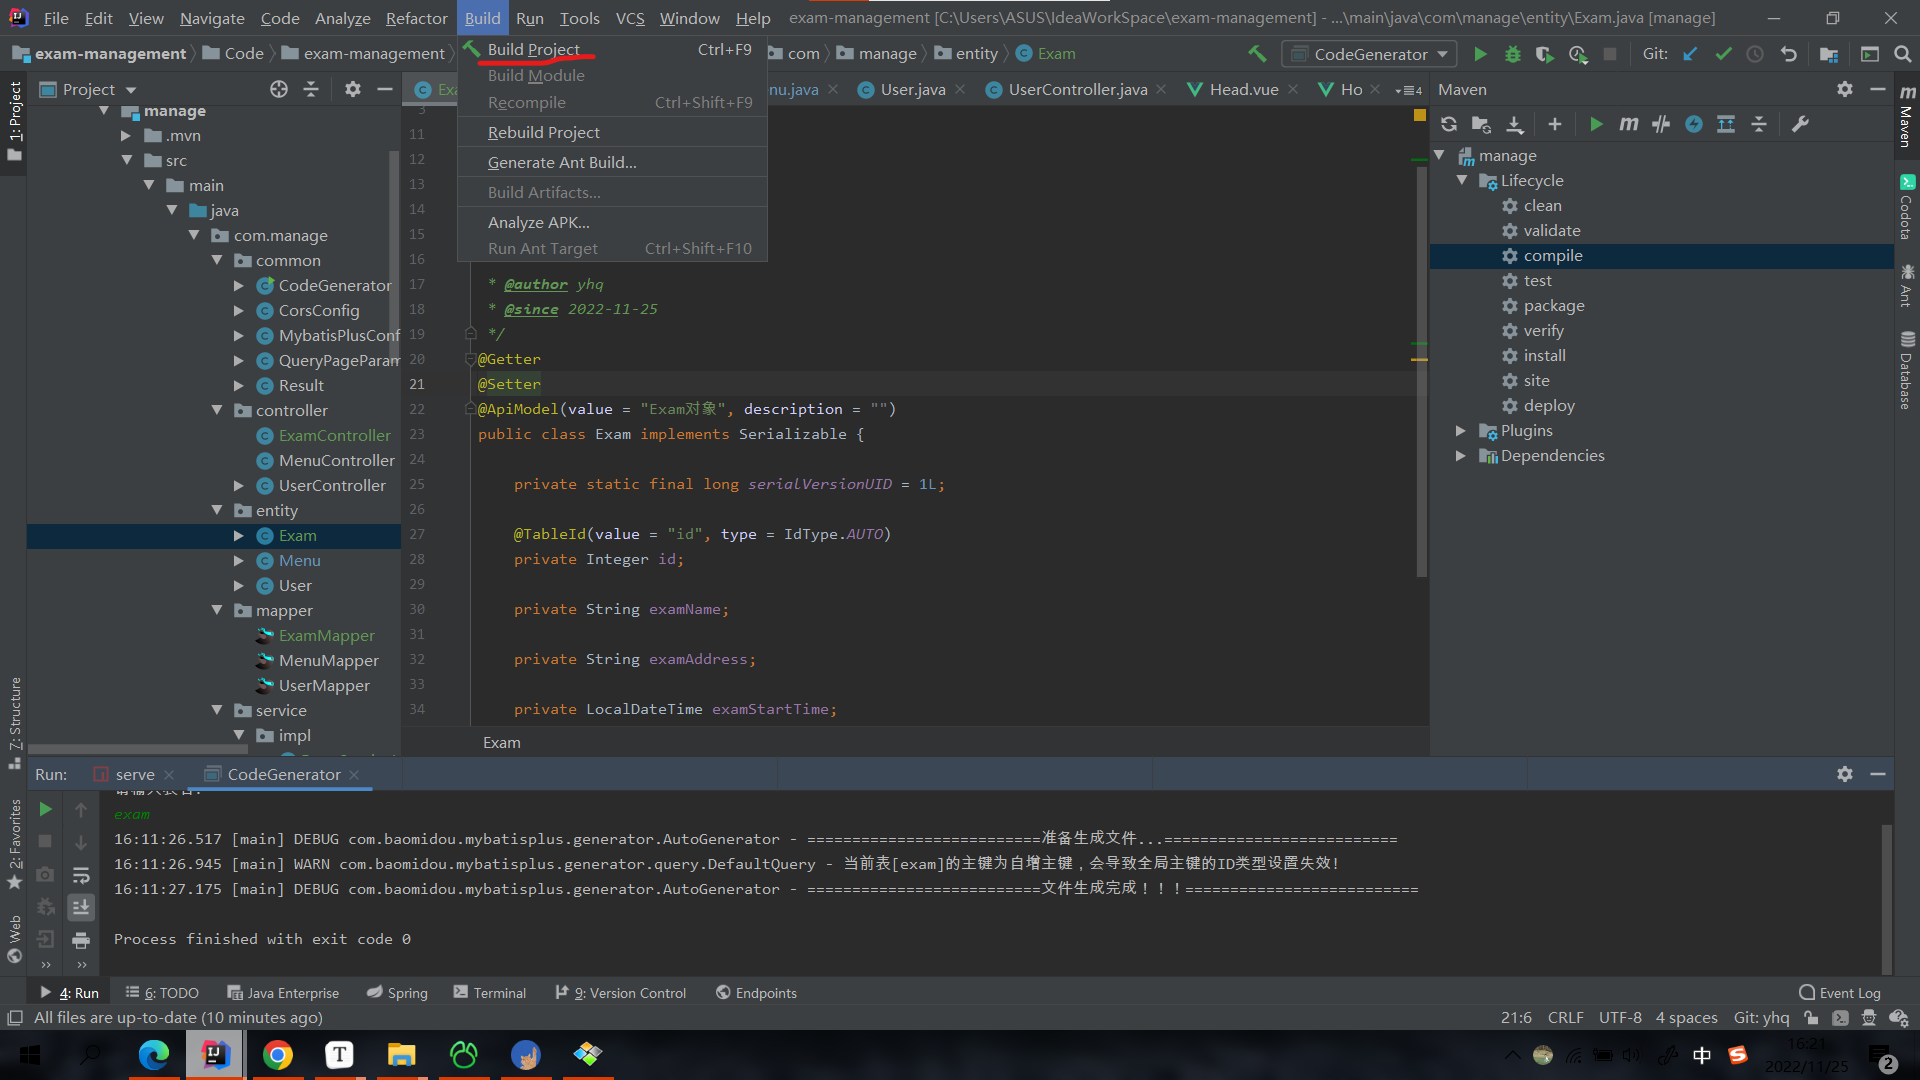 File Edit View Navigate Code Analyze Refactor Build Run Tools VCS Window Help exam-management [C:\Users\ASUS\IdeaWorkSpace\exam-management] - ...\main\java\com\manage\entity\Exam.java [manage]
exam-management Code exam-management com manage entity Exam CodeGenerator Git:
Build Project Ctrl+F9
Build Module
Recompile Ctrl+Shift+F9
Rebuild Project
Generate Ant Build...
Build Artifacts...
Analyze APK...
Run Ant Target Ctrl+Shift+F10
1: Project
7: Structure
2: Favorites
Web
Project
manage
.mvn
src
main
java
com.manage
common
CodeGenerator
CorsConfig
MybatisPlusConf
QueryPageParam
Result
controller
ExamController
MenuController
UserController
entity
Exam
Menu
User
mapper
ExamMapper
MenuMapper
UserMapper
service
impl
Exa nu.java User.java UserController.java Head.vue Ho 4
11
12
13
14
15
16
17 * @author yhq
18 * @since 2022-11-25
19 */
20 @Getter
21 @Setter
22 @ApiModel(value = "Exam对象", description = "")
23 public class Exam implements Serializable {
24
25 private static final long serialVersionUID = 1L;
26
27 @TableId(value = "id", type = IdType.AUTO)
28 private Integer id;
29
30 private String examName;
31
32 private String examAddress;
33
34 private LocalDateTime examStartTime;
Exam
Maven
manage
Lifecycle
clean
validate
compile
test
package
verify
install
site
deploy
Plugins
Dependencies
Maven
Codota
Ant
Database
Run: serve CodeGenerator
exam
16:11:26.517 [main] DEBUG com.baomidou.mybatisplus.generator.AutoGenerator - ==========================准备生成文件...==========================
16:11:26.945 [main] WARN com.baomidou.mybatisplus.generator.query.DefaultQuery - 当前表[exam]的主键为自增主键，会导致全局主键的ID类型设置失效!
16:11:27.175 [main] DEBUG com.baomidou.mybatisplus.generator.AutoGenerator - ==========================文件生成完成！！！==========================
Process finished with exit code 0
4: Run 6: TODO Java Enterprise Spring Terminal 9: Version Control Endpoints Event Log
All files are up-to-date (10 minutes ago) 21:6 CRLF UTF-8 4 spaces Git: yhq
中 16:21
2022/11/25 2